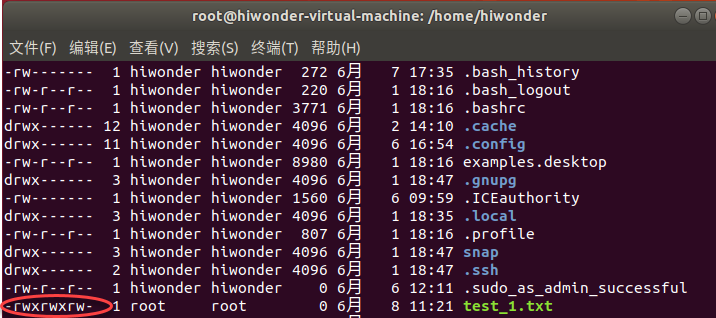 root@hiwonder-virtual-machine: /home/hiwonder
文件(F) 编辑(E) 查看(V) 搜索(S) 终端(T) 帮助(H)
-rw------- 1 hiwonder hiwonder 272 6月 7 17:35 .bash_history
-rw-r--r-- 1 hiwonder hiwonder 220 6月 1 18:16 .bash_logout
-rw-r--r-- 1 hiwonder hiwonder 3771 6月 1 18:16 .bashrc
drwx------ 12 hiwonder hiwonder 4096 6月 2 14:10 .cache
drwx------ 11 hiwonder hiwonder 4096 6月 6 16:54 .config
-rw-r--r-- 1 hiwonder hiwonder 8980 6月 1 18:16 examples.desktop
drwx------ 3 hiwonder hiwonder 4096 6月 1 18:47 .gnupg
-rw------- 1 hiwonder hiwonder 1560 6月 6 09:59 .ICEauthority
drwx------ 3 hiwonder hiwonder 4096 6月 1 18:35 .local
-rw-r--r-- 1 hiwonder hiwonder 807 6月 1 18:16 .profile
drwx------ 3 hiwonder hiwonder 4096 6月 1 18:47 snap
drwx------ 2 hiwonder hiwonder 4096 6月 1 18:47 .ssh
-rw-r--r-- 1 hiwonder hiwonder 0 6月 6 12:11 .sudo_as_admin_successful
-rwxrwxrw- 1 root root 0 6月 8 11:21 test_1.txt